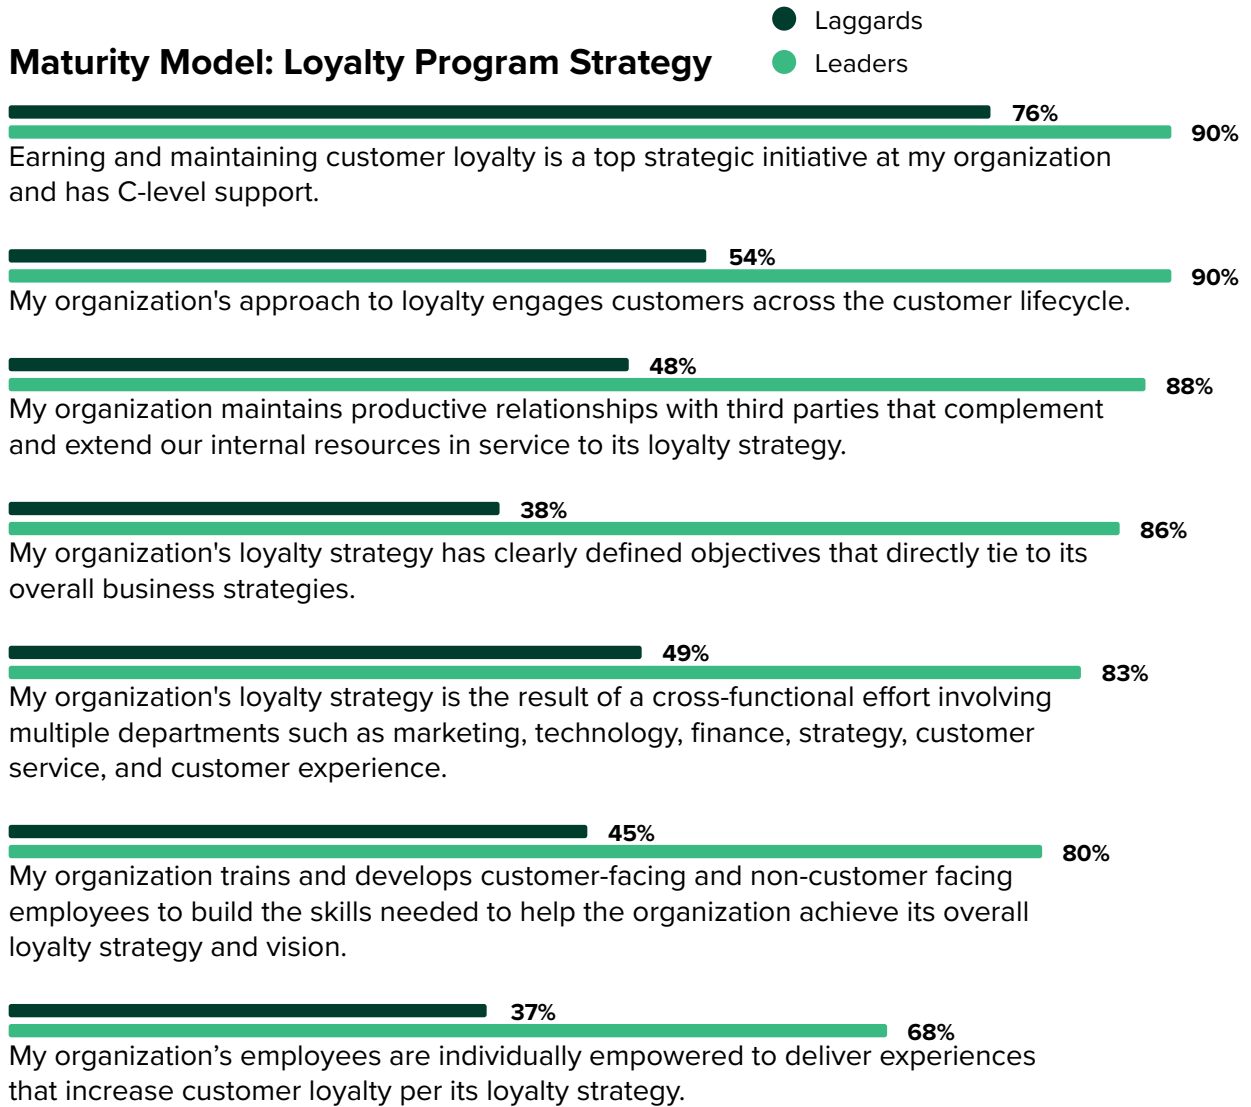 Laggards
Maturity Model: Loyalty Program Strategy
Leaders
76%
90%
Earning and maintaining customer loyalty is a top strategic initiative at my organization
and has C-level support.
54%
90%
My organization's approach to loyalty engages customers across the customer lifecycle.
48%
88%
My organization maintains productive relationships with third parties that complement
and extend our internal resources in service to its loyalty strategy.
38%
86%
My organization's loyalty strategy has clearly defined objectives that directly tie to its
overall business strategies.
49%
83%
My organization's loyalty strategy is the result of a cross-functional effort involving
multiple departments such as marketing, technology, finance, strategy, customer
service, and customer experience.
45%
80%
My organization trains and develops customer-facing and non-customer facing
employees to build the skills needed to help the organization achieve its overall
loyalty strategy and vision.
37%
68%
My organization’s employees are individually empowered to deliver experiences
that increase customer loyalty per its loyalty strategy.